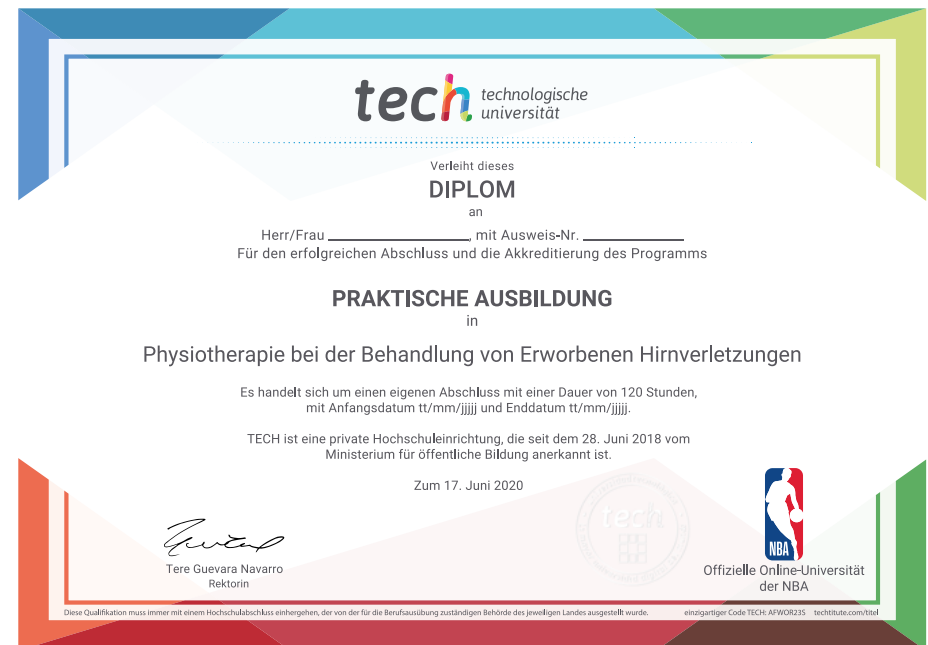 tech technologische
universität
Verleiht dieses
DIPLOM
an
Herr/Frau ____________________, mit Ausweis-Nr. ______________
Für den erfolgreichen Abschluss und die Akkreditierung des Programms
PRAKTISCHE AUSBILDUNG
in
Physiotherapie bei der Behandlung von Erworbenen Hirnverletzungen
Es handelt sich um einen eigenen Abschluss mit einer Dauer von 120 Stunden,
mit Anfangsdatum tt/mm/jjjjj und Enddatum tt/mm/jjjjj.
TECH ist eine private Hochschuleinrichtung, die seit dem 28. Juni 2018 vom
Ministerium für öffentliche Bildung anerkannt ist.
Zum 17. Juni 2020
tech
NBA
Tere Guevara Navarro
Rektorin
Offizielle Online-Universität
der NBA
Diese Qualifikation muss immer mit einem Hochschulabschluss einhergehen, der von der für die Berufsausübung zuständigen Behörde des jeweiligen Landes ausgestellt wurde. einzigartiger Code TECH: AFWOR23S techtitute.com/titel